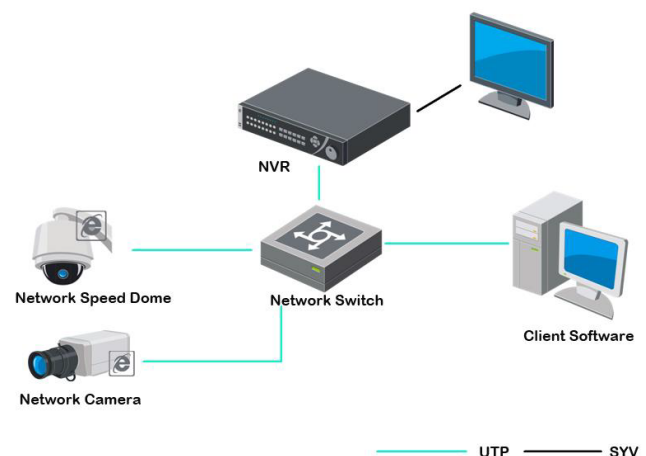 NVR
Network Speed Dome
Network Switch
Client Software
Network Camera
UTP
SYV